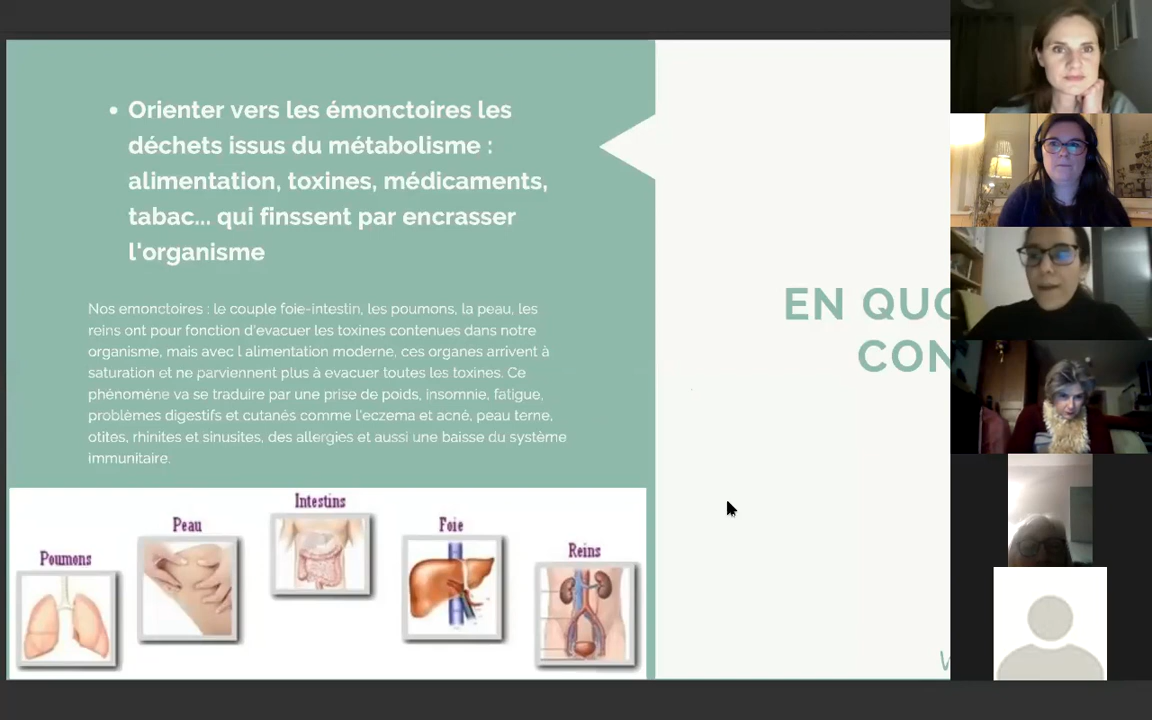 • Orienter vers les émonctoires les
déchets issus du métabolisme :
alimentation, toxines, médicaments,
tabac... qui finssent par encrasser
l'organisme
Nos emonctoires : le couple foie-intestin, les poumons, la peau, les
reins ont pour fonction d'evacuer les toxines contenues dans notre
organisme, mais avec l alimentation moderne, ces organes arrivent à
saturation et ne parviennent plus à evacuer toutes les toxines. Ce
phénomène va se traduire par une prise de poids, insomnie, fatigue,
problèmes digestifs et cutanés comme l'eczema et acné, peau terne,
otites, rhinites et sinusites, des allergies et aussi une baisse du système
immunitaire.
Poumons
Peau
Intestins
Foie
Reins
EN QUO
CON